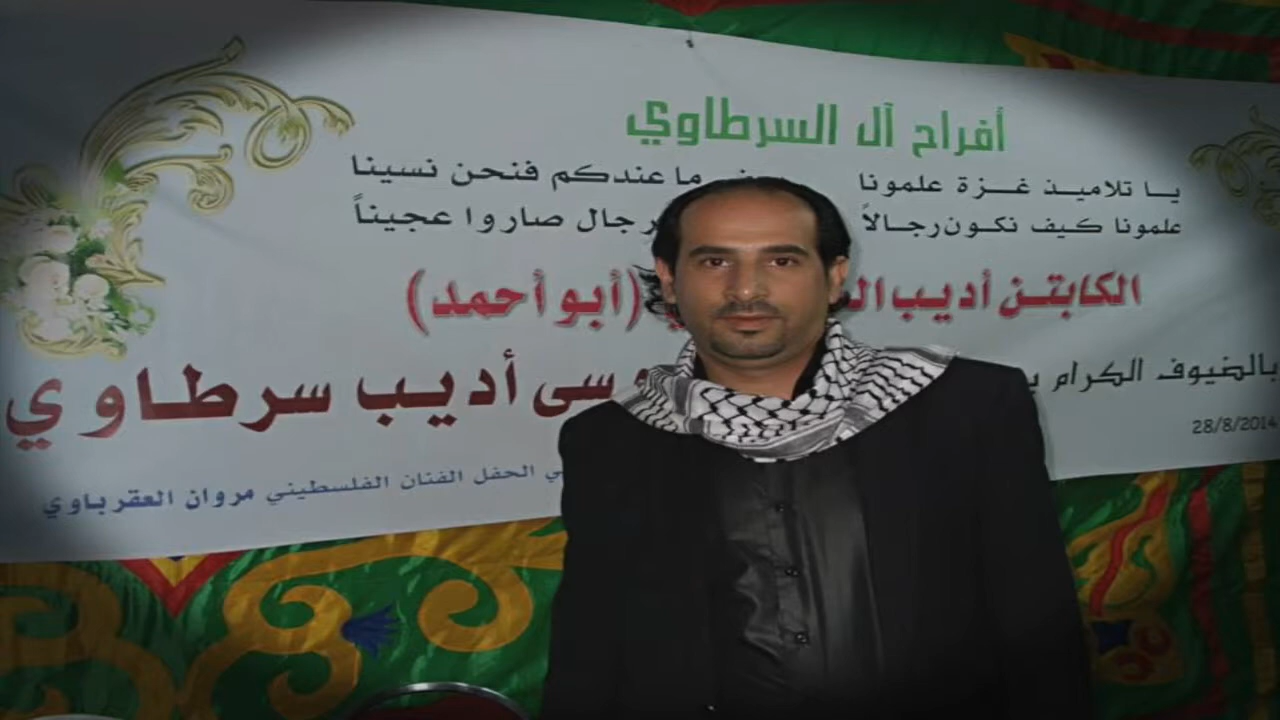 أفراح آل السرطاوي
يا تلاميذ غزة علمونا ما عندكم فنحن نسينا
علمونا كيف نكون رجالاً رجال صاروا عجيناً
الكابتن أديب (أبو أحمد)
بالضيوف الكرام
سى أديب سرطاوي
28/8/2014
الحفل الفنان الفلسطيني مروان العقرباوي